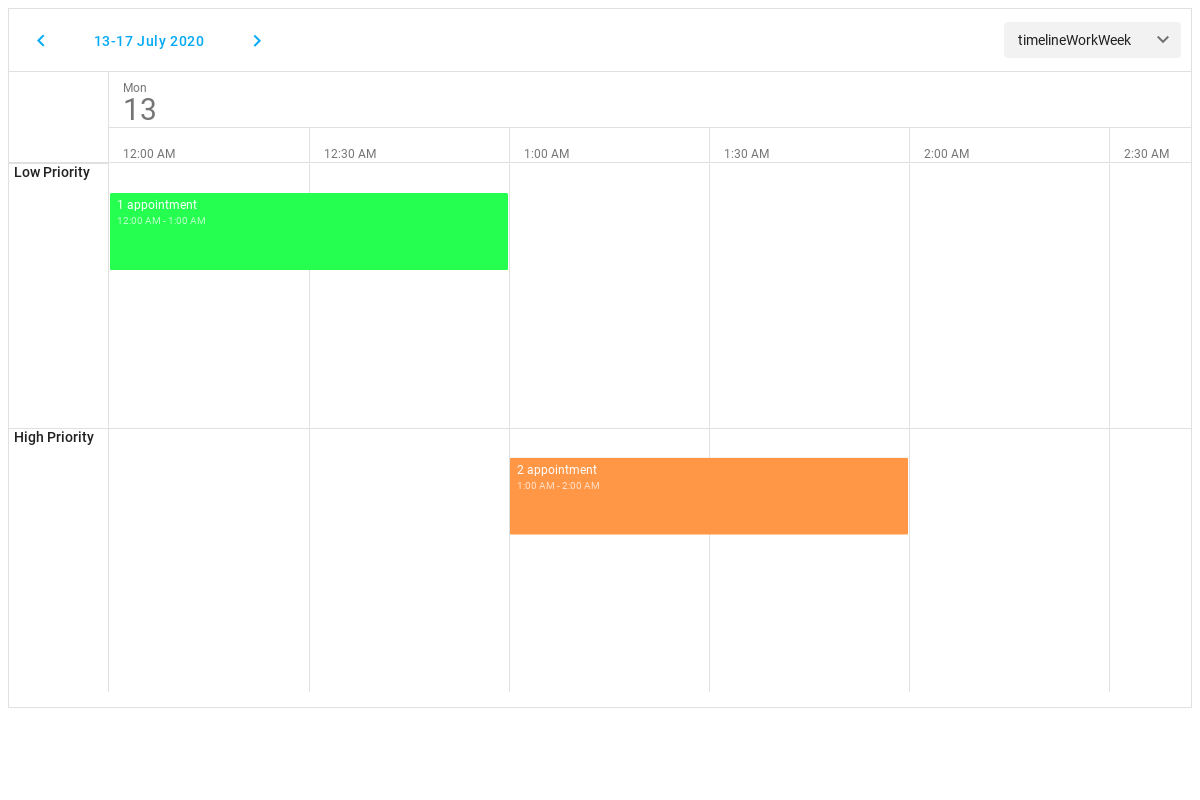 13-17 July 2020
timelineWorkWeek
Mon
13
12:00 AM
12:30 AM
1:00 AM
1:30 AM
2:00 AM
2:30 AM
Low Priority
1 appointment
12:00 AM - 1:00 AM
High Priority
2 appointment
1:00 AM - 2:00 AM